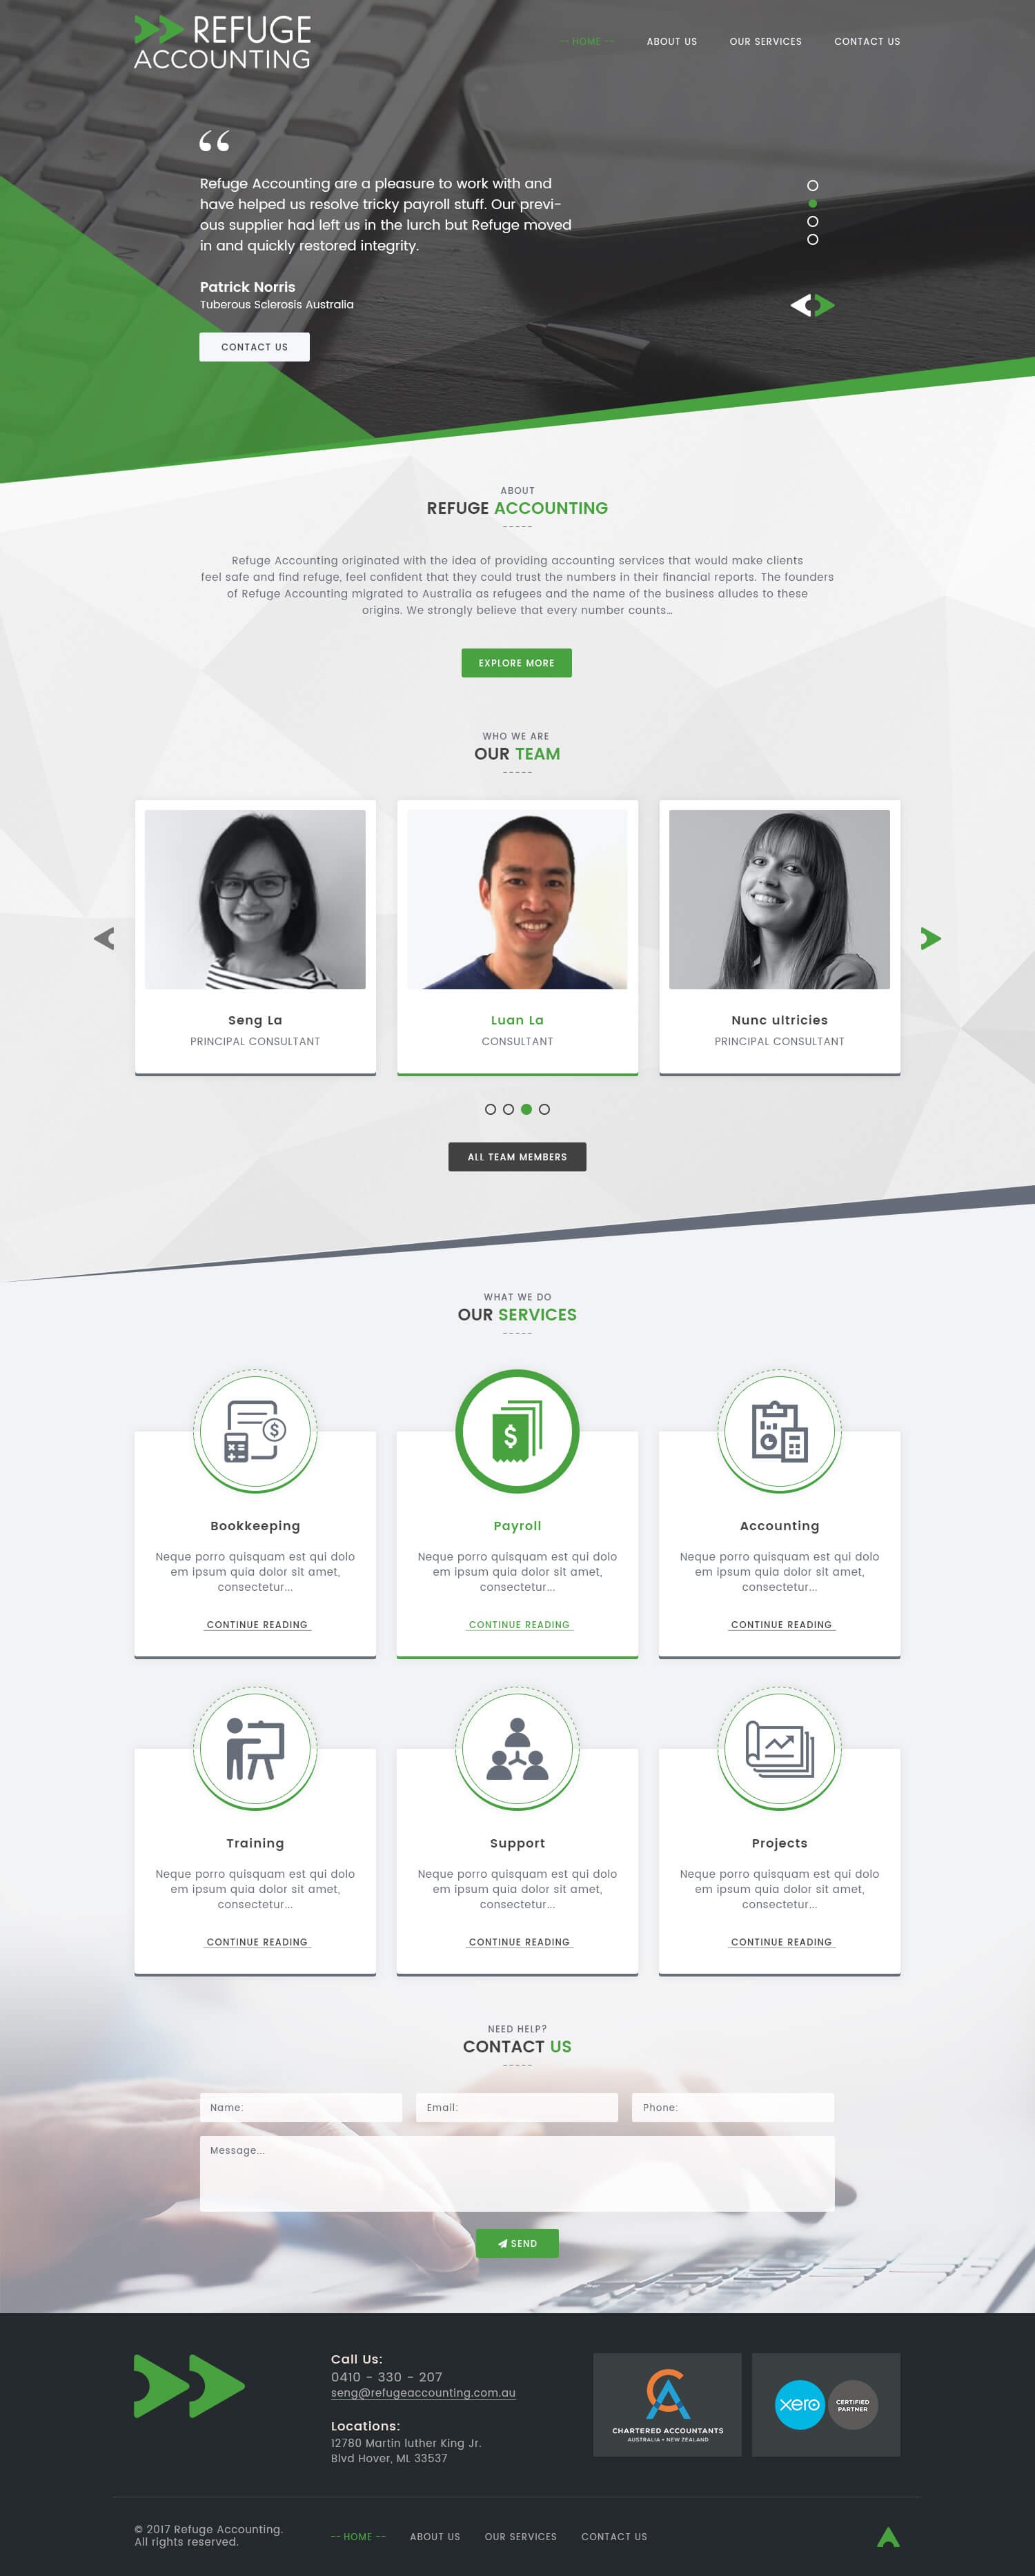 REFUGE
ACCOUNTING
-- HOME --
ABOUT US
OUR SERVICES
CONTACT US
“
Refuge Accounting are a pleasure to work with and
have helped us resolve tricky payroll stuff. Our previ-
ous supplier had left us in the lurch but Refuge moved
in and quickly restored integrity.
Patrick Norris
Tuberous Sclerosis Australia
CONTACT US
ABOUT
REFUGE ACCOUNTING
-----
Refuge Accounting originated with the idea of providing accounting services that would make clients
feel safe and find refuge, feel confident that they could trust the numbers in their financial reports. The founders
of Refuge Accounting migrated to Australia as refugees and the name of the business alludes to these
origins. We strongly believe that every number counts…
EXPLORE MORE
WHO WE ARE
OUR TEAM
-----
Seng La
PRINCIPAL CONSULTANT
Luan La
CONSULTANT
Nunc ultricies
PRINCIPAL CONSULTANT
ALL TEAM MEMBERS
WHAT WE DO
OUR SERVICES
-----
Bookkeeping
Neque porro quisquam est qui dolo
em ipsum quia dolor sit amet,
consectetur...
CONTINUE READING
Payroll
Neque porro quisquam est qui dolo
em ipsum quia dolor sit amet,
consectetur...
CONTINUE READING
Accounting
Neque porro quisquam est qui dolo
em ipsum quia dolor sit amet,
consectetur...
CONTINUE READING
Training
Neque porro quisquam est qui dolo
em ipsum quia dolor sit amet,
consectetur...
CONTINUE READING
Support
Neque porro quisquam est qui dolo
em ipsum quia dolor sit amet,
consectetur...
CONTINUE READING
Projects
Neque porro quisquam est qui dolo
em ipsum quia dolor sit amet,
consectetur...
CONTINUE READING
NEED HELP?
CONTACT US
-----
Name:
Email:
Phone:
Message...
SEND
Call Us:
0410 - 330 - 207
seng@refugeaccounting.com.au
Locations:
12780 Martin luther King Jr.
Blvd Hover, ML 33537
CA
CHARTERED ACCOUNTANTS
AUSTRALIA + NEW ZEALAND
xero
CERTIFIED
PARTNER
© 2017 Refuge Accounting.
All rights reserved.
-- HOME --
ABOUT US
OUR SERVICES
CONTACT US